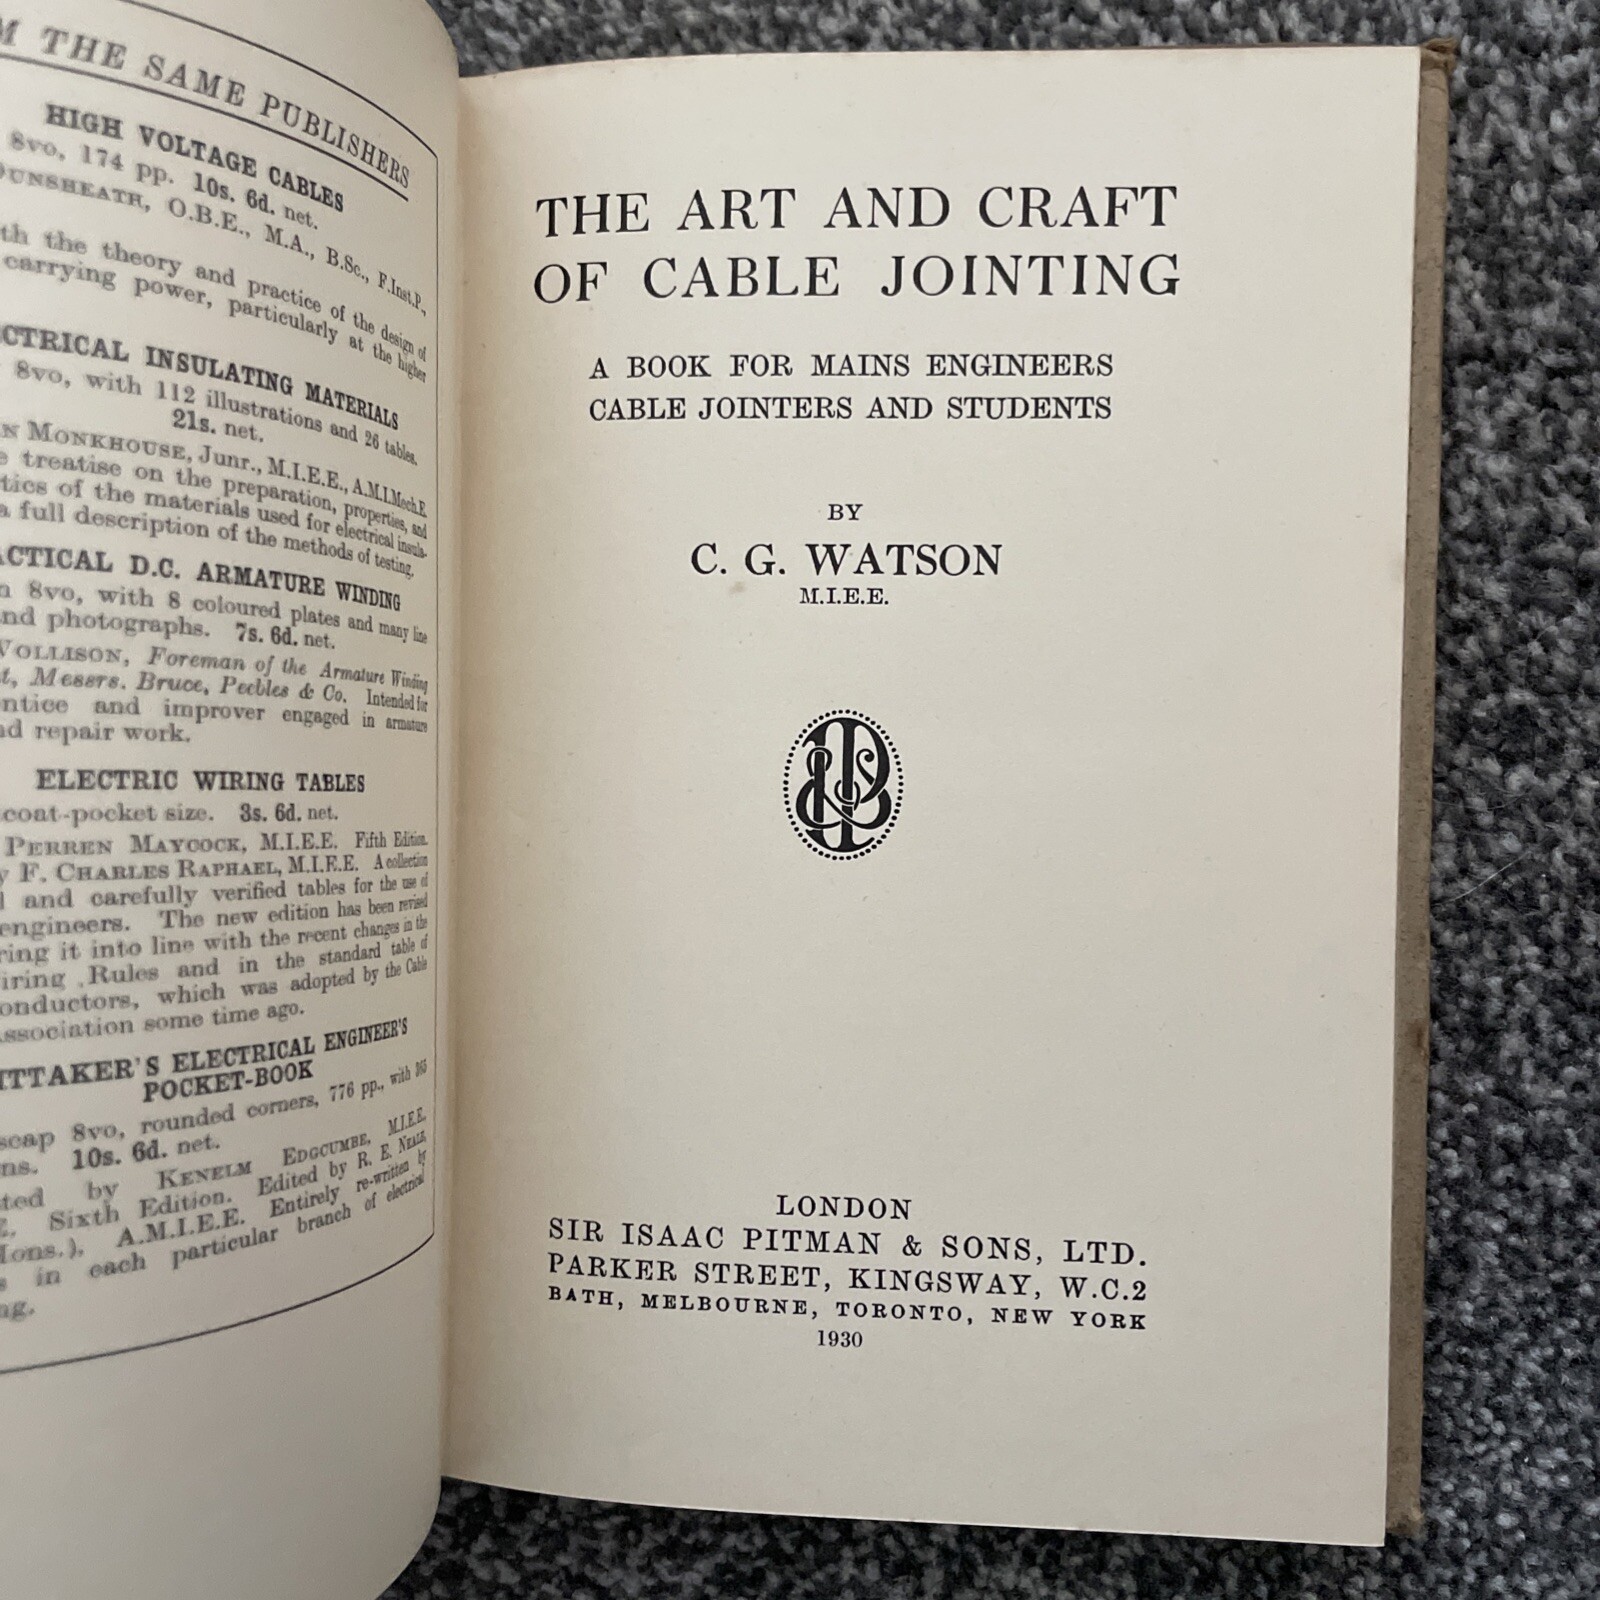 THE SAME PUBLISHERS
HIGH VOLTAGE CABLES
8vo, 174 pp. 10s. 6d. net.
DUNSHEATH, O.B.E., M.A., B.Sc., F.Inst.P.,
the theory and practice of the design of
carrying power, particularly at the higher
INSULATING MATERIALS
8vo, with 112 illustrations and 26 tables.
21s. net.
MONKHOUSE, Junr., M.I.E.E., A.M.I.Mech.E.
treatise on the preparation, properties, and
of the materials used for electrical insula-
a full description of the methods of testing.
D.C. ARMATURE WINDING
8vo, with 8 coloured plates and many line
and photographs. 7s. 6d. net.
WOLLISON, Foreman of the Armature Winding
Messrs. Bruce, Peebles & Co. Intended for
and improver engaged in armature
repair work.
ELECTRIC WIRING TABLES
coat-pocket size. 3s. 6d. net.
PERREN MAYCOCK, M.I.E.E. Fifth Edition.
F. CHARLES RAPHAEL, M.I.E.E. A collection
and carefully verified tables for the use of
engineers. The new edition has been revised
it into line with the recent changes in the
Rules and in the standard table of
which was adopted by the Cable
some time ago.
ELECTRICAL ENGINEER'S
POCKET-BOOK
8vo, rounded corners, 776 pp., with 365
10s. 6d. net.
by KENELM EDGCUMBE, M.I.E.E.
Sixth Edition. Edited by R. E. NEALE,
A.M.I.E.E. Entirely re-written by
in each particular branch of electrical
THE ART AND CRAFT
OF CABLE JOINTING
A BOOK FOR MAINS ENGINEERS
CABLE JOINTERS AND STUDENTS
BY
C. G. WATSON
M.I.E.E.
LONDON
SIR ISAAC PITMAN & SONS, LTD.
PARKER STREET, KINGSWAY, W.C.2
BATH, MELBOURNE, TORONTO, NEW YORK
1930